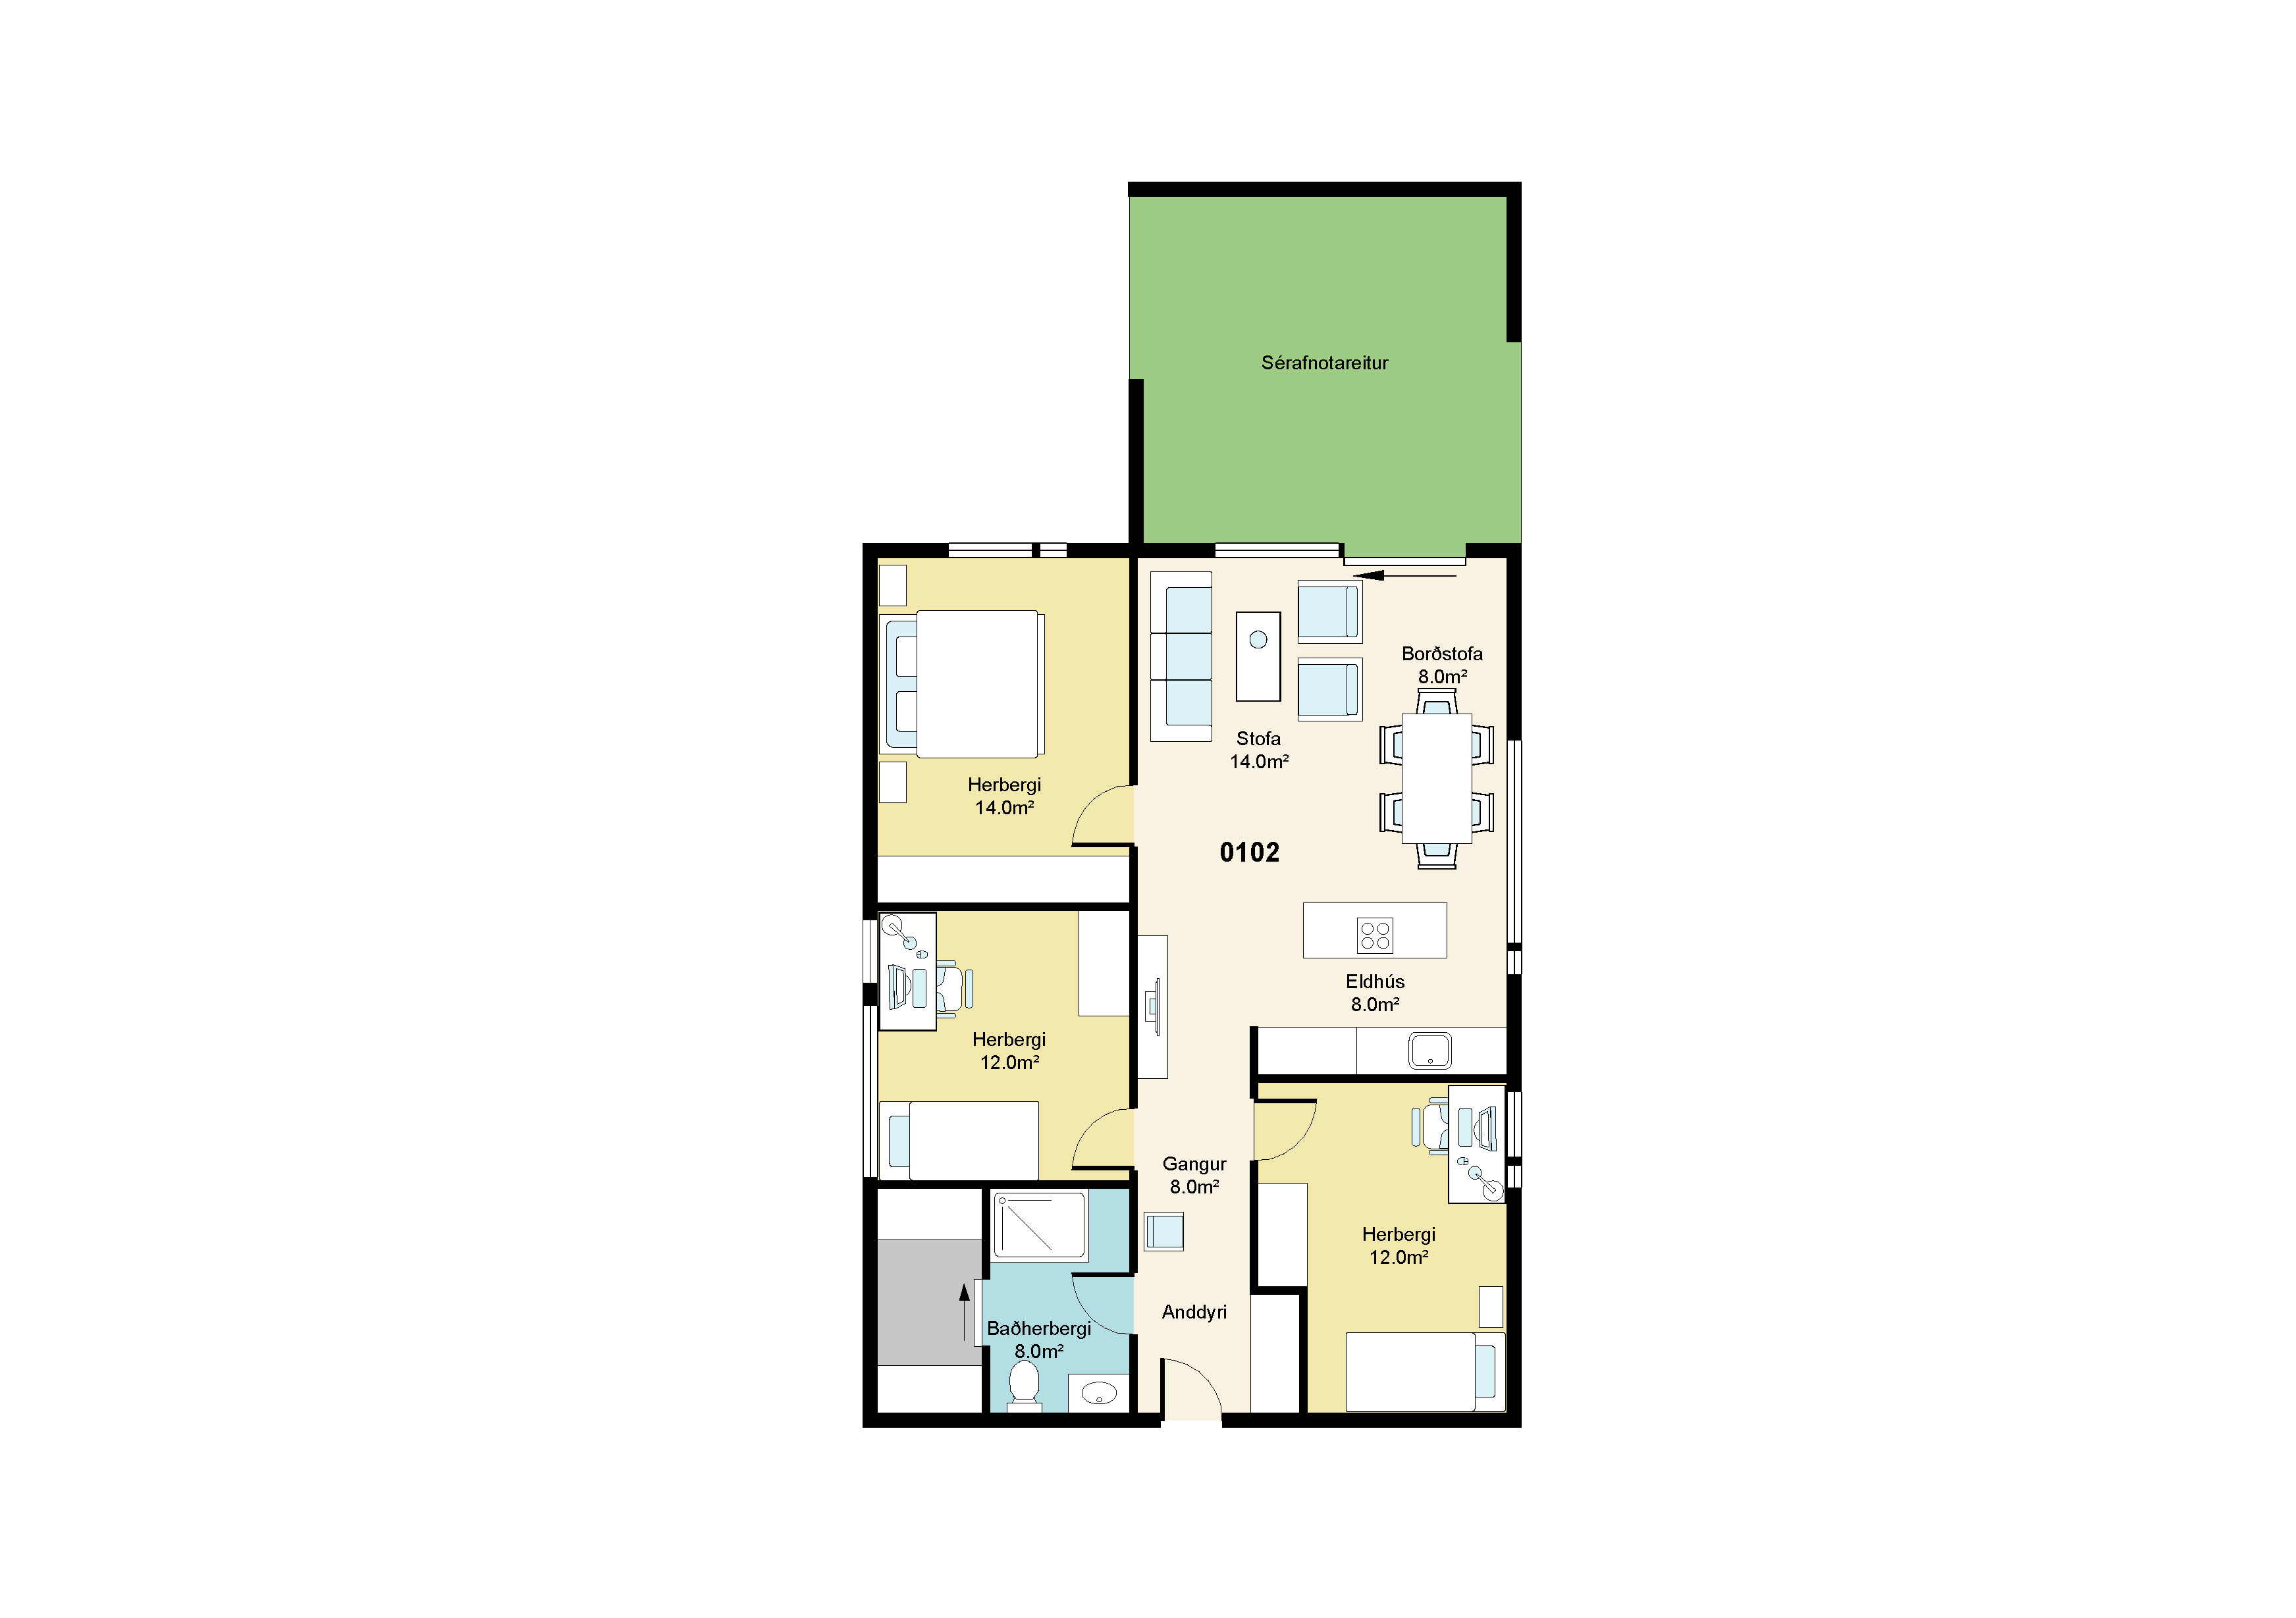 Sérafnotareitur
Borðstofa
8.0m²
Stofa
14.0m²
Herbergi
14.0m²
0102
Eldhús
8.0m²
Herbergi
12.0m²
Gangur
8.0m²
Herbergi
12.0m²
Anddyri
Baðherbergi
8.0m²